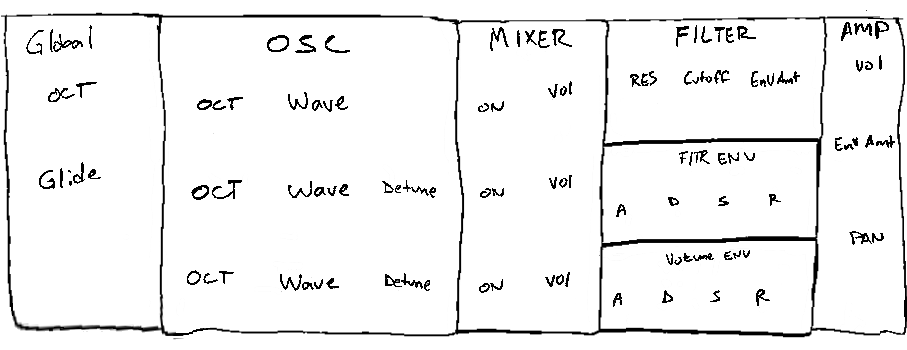 Global
OCT
Glide
OSC
OCT Wave
OCT Wave Detune
OCT Wave Detune
MIXER
ON Vol
ON Vol
ON Vol
FILTER
RES Cutoff EnvAmt
FITR ENV
A D S R
Volume ENV
A D S R
AMP
Vol
Env Amt
PAN